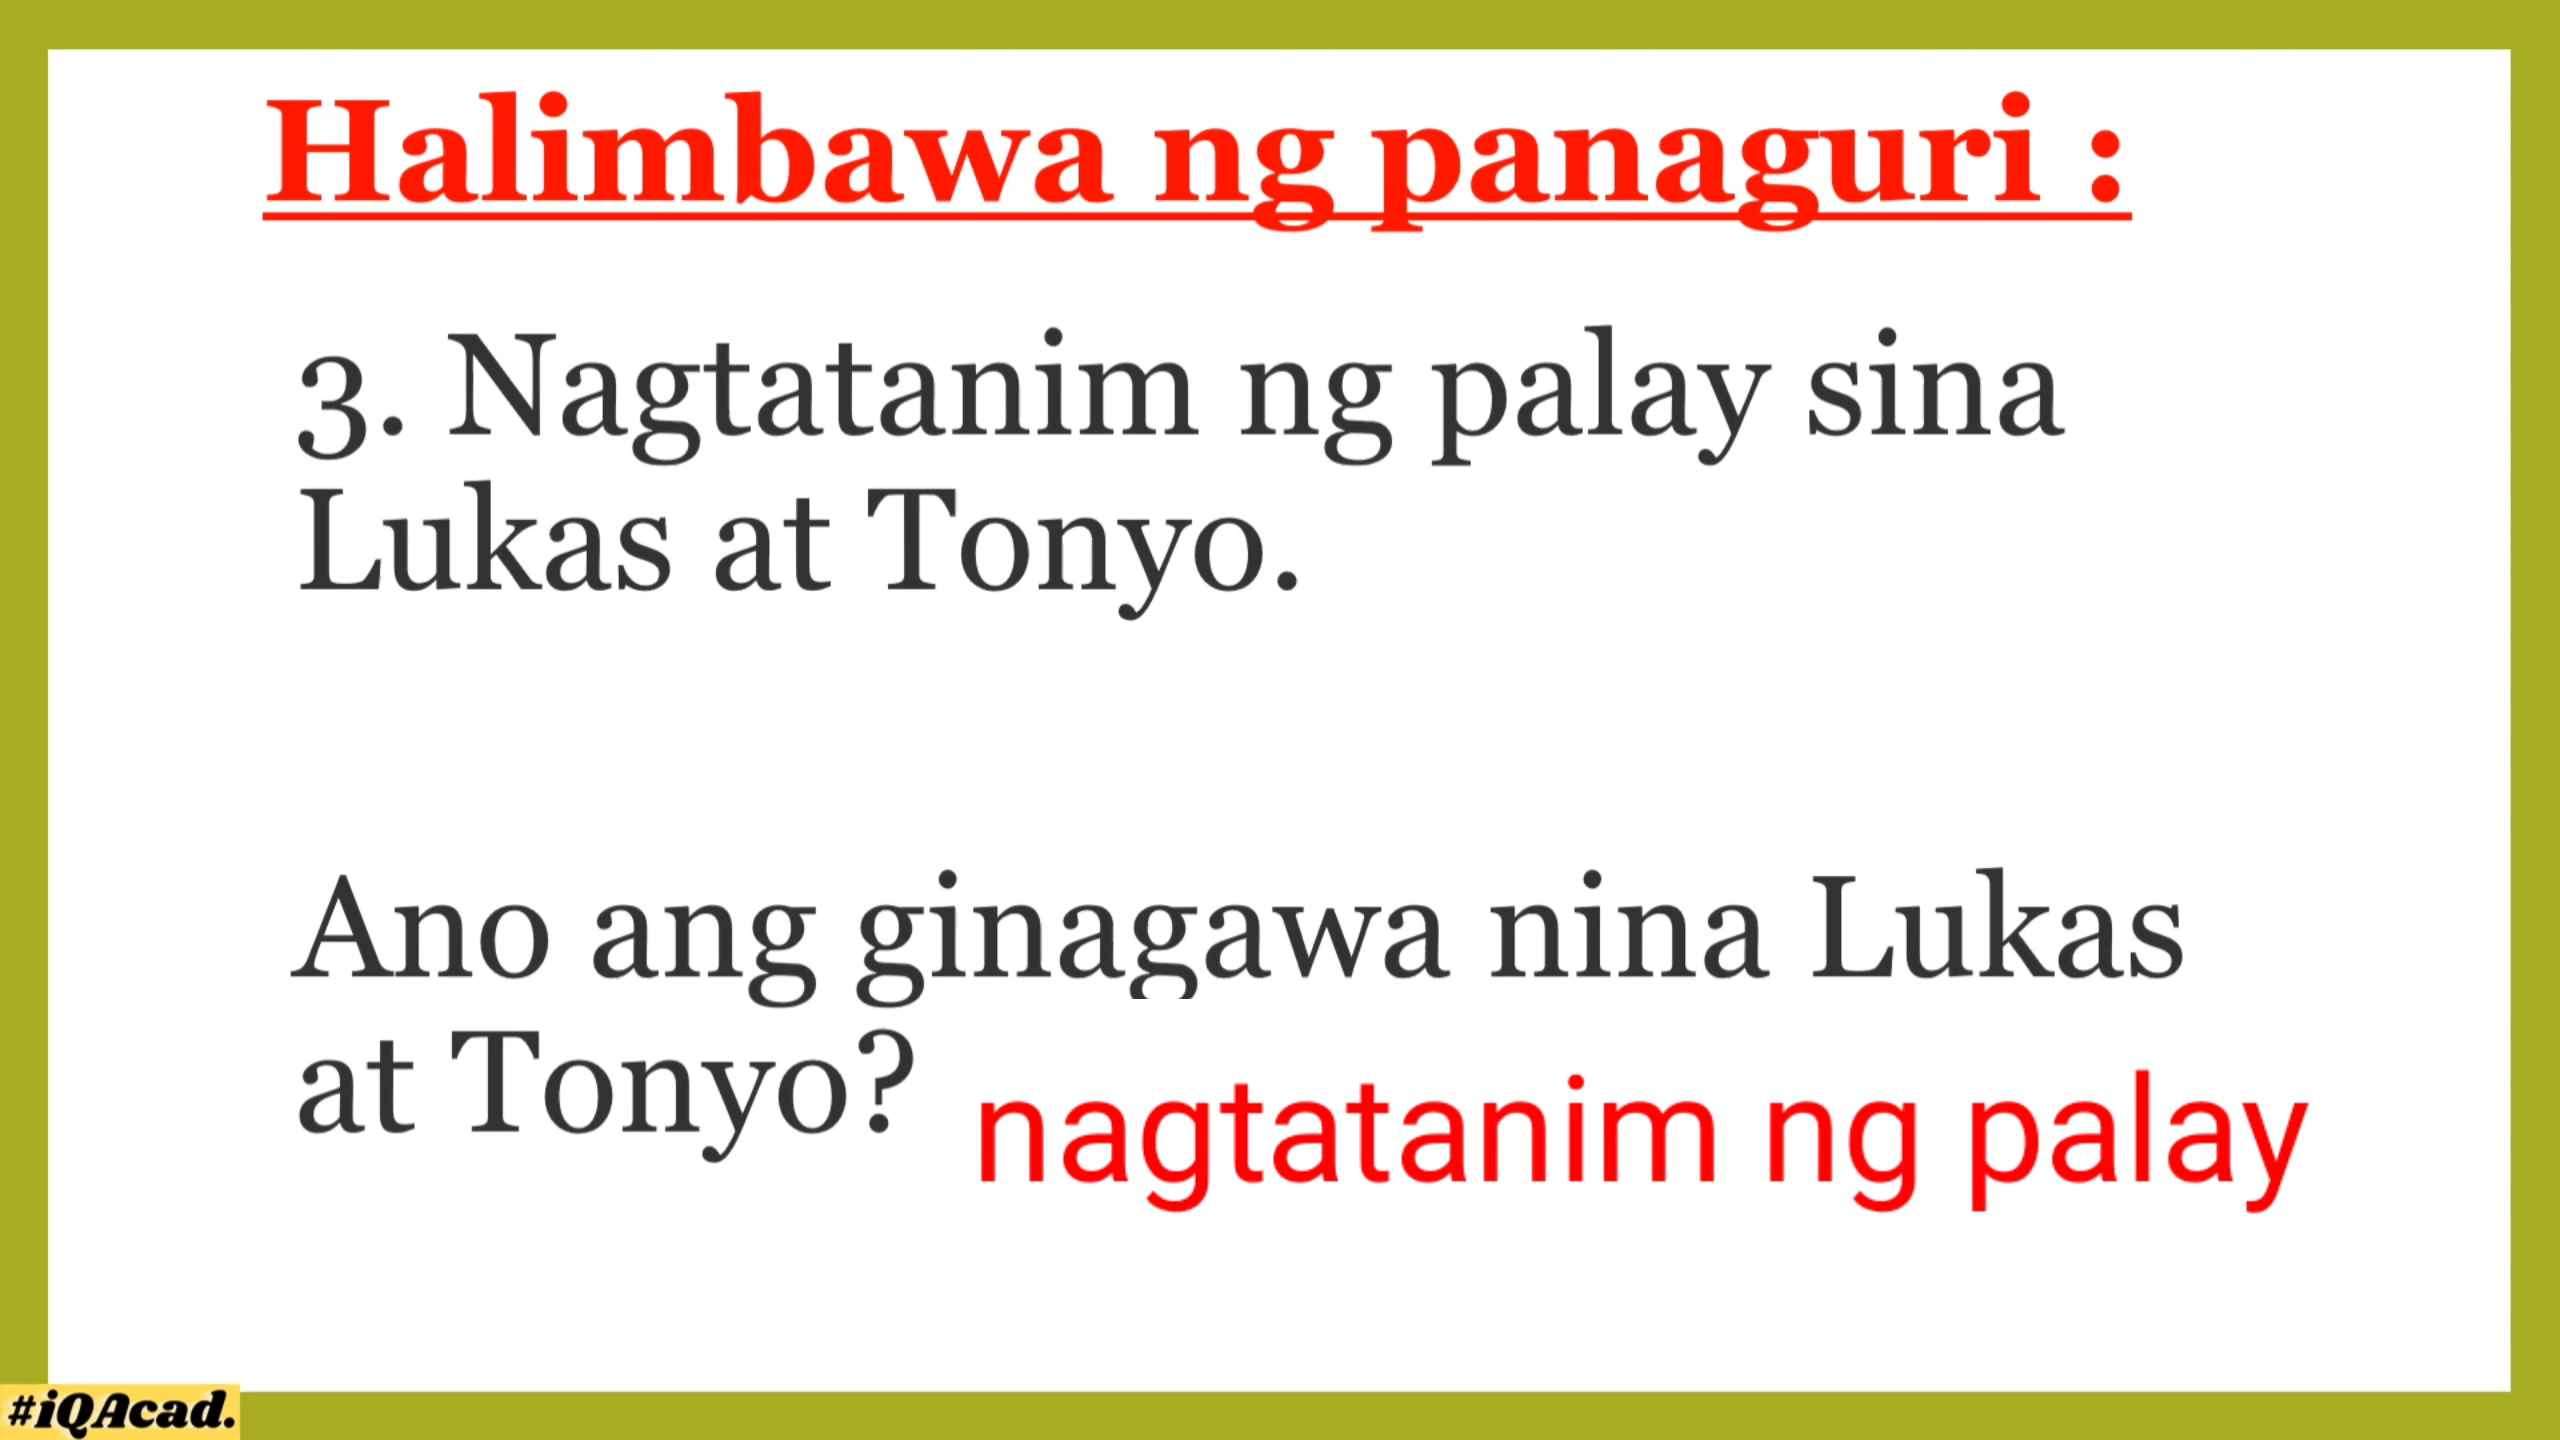 Halimbawa ng panaguri :
3. Nagtatanim ng palay sina
Lukas at Tonyo.
Ano ang ginagawa nina Lukas
at Tonyo? nagtatanim ng palay
#iQAcad.